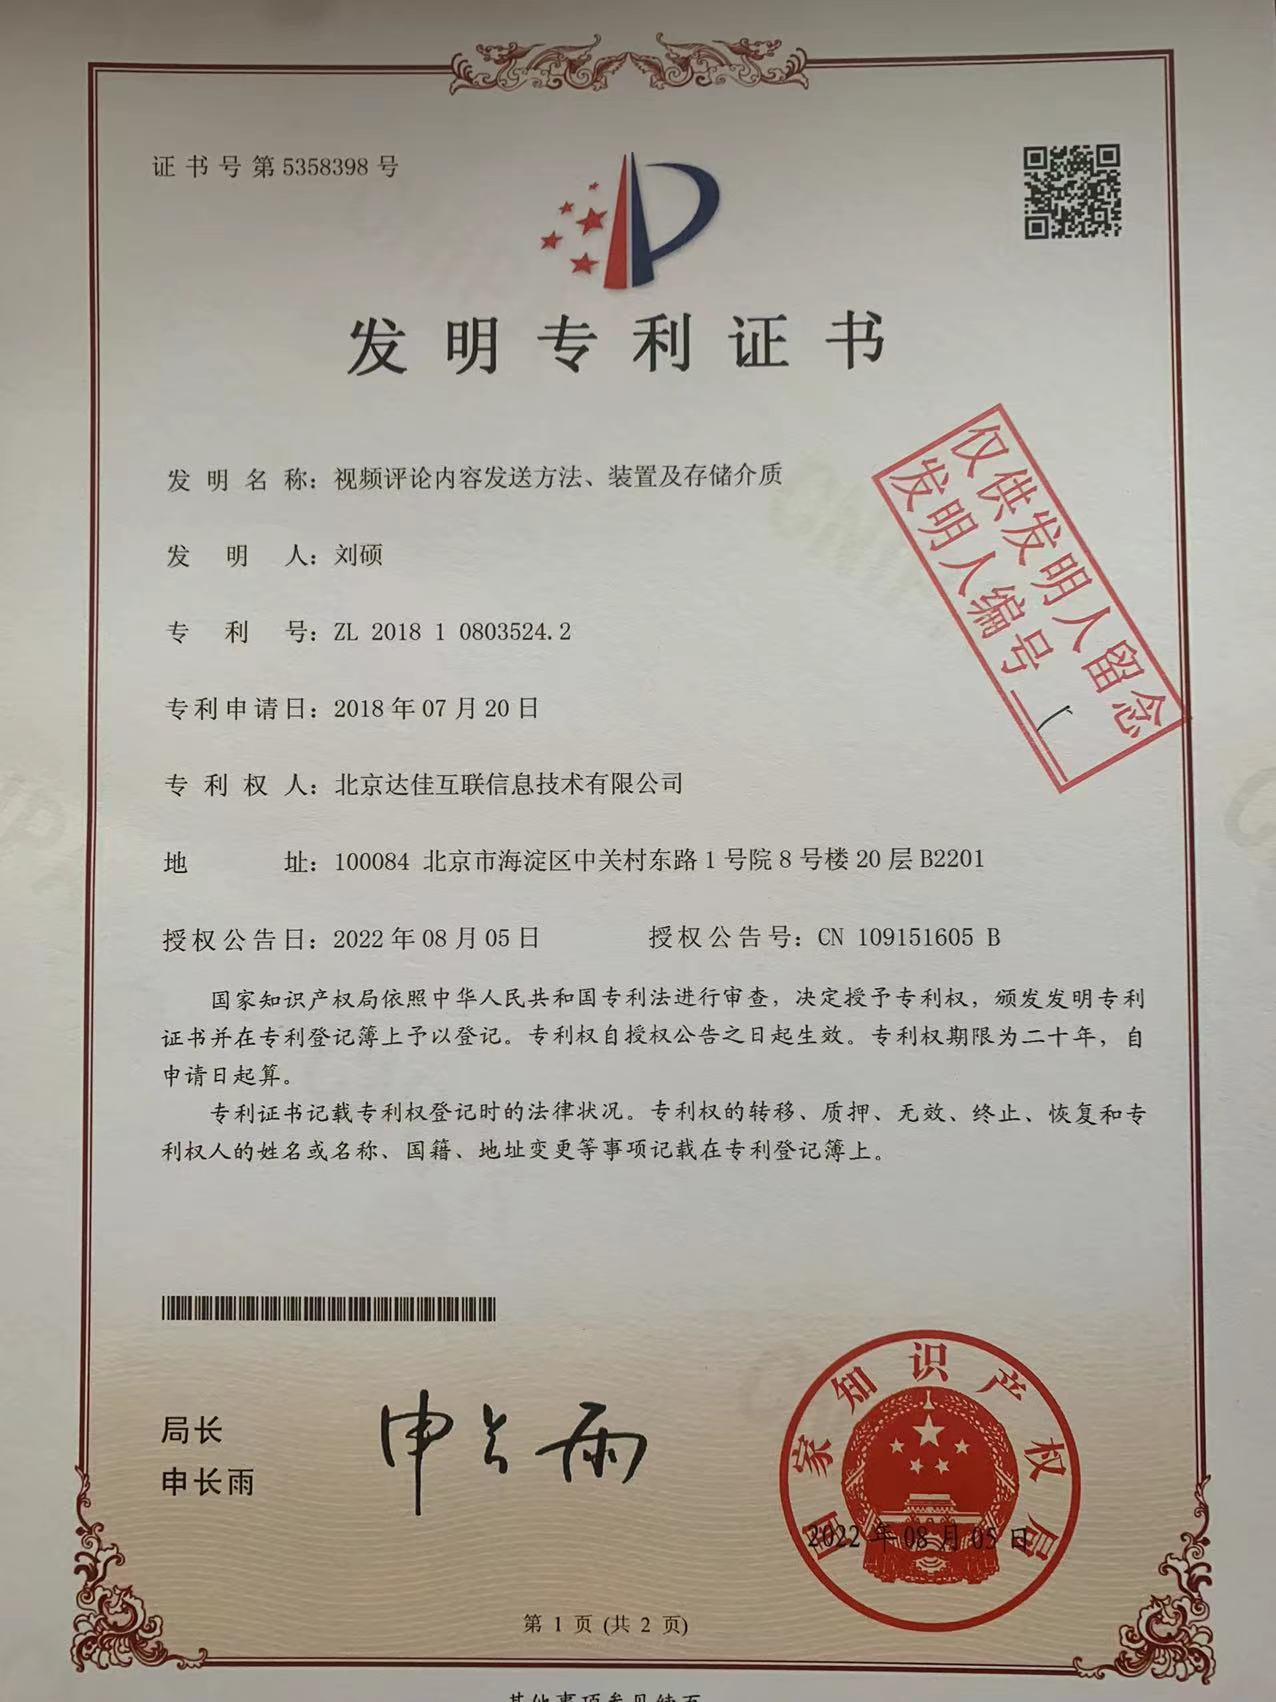 证书号第5358398号
发明专利证书
仅供发明人留念
发明人编号 1
发明名称：视频评论内容发送方法、装置及存储介质
发明人：刘硕
专利号：ZL 2018 1 0803524.2
专利申请日：2018年07月20日
专利权人：北京达佳互联信息技术有限公司
地址：100084 北京市海淀区中关村东路1号院8号楼20层B2201
授权公告日：2022年08月05日 授权公告号：CN 109151605 B
国家知识产权局依照中华人民共和国专利法进行审查，决定授予专利权，颁发发明专利
证书并在专利登记簿上予以登记。专利权自授权公告之日起生效。专利权期限为二十年，自
申请日起算。
专利证书记载专利权登记时的法律状况。专利权的转移、质押、无效、终止、恢复和专
利权人的姓名或名称、国籍、地址变更等事项记载在专利登记簿上。
局长
申长雨
申长雨
国家知识产权局
2022年08月05日
第 1 页 (共 2 页)
其他事项参见续页